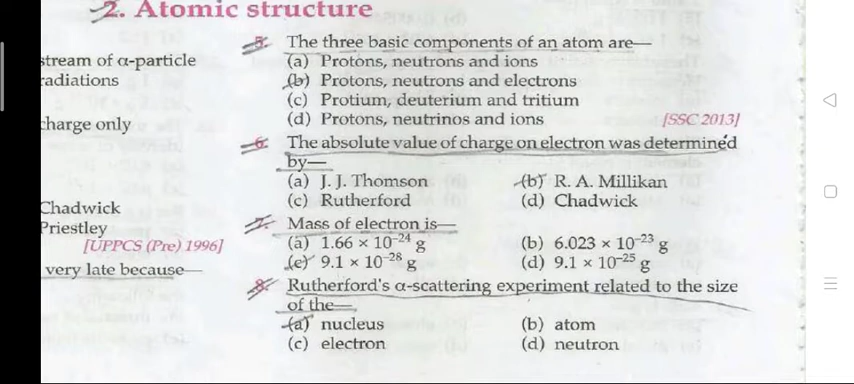 2. Atomic structure
stream of α-particle
radiations
charge only
Chadwick
Priestley
[UPPCS (Pre) 1996]
very late because—
5. The three basic components of an atom are—
(a) Protons, neutrons and ions
(b) Protons, neutrons and electrons
(c) Protium, deuterium and tritium
(d) Protons, neutrinos and ions [SSC 2013]
6. The absolute value of charge on electron was determined
by—
(a) J. J. Thomson (b) R. A. Millikan
(c) Rutherford (d) Chadwick
7. Mass of electron is—
(a) 1.66 × 10⁻²⁴ g (b) 6.023 × 10⁻²³ g
(c) 9.1 × 10⁻²⁸ g (d) 9.1 × 10⁻²⁵ g
8. Rutherford's α-scattering experiment related to the size
of the—
(a) nucleus (b) atom
(c) electron (d) neutron